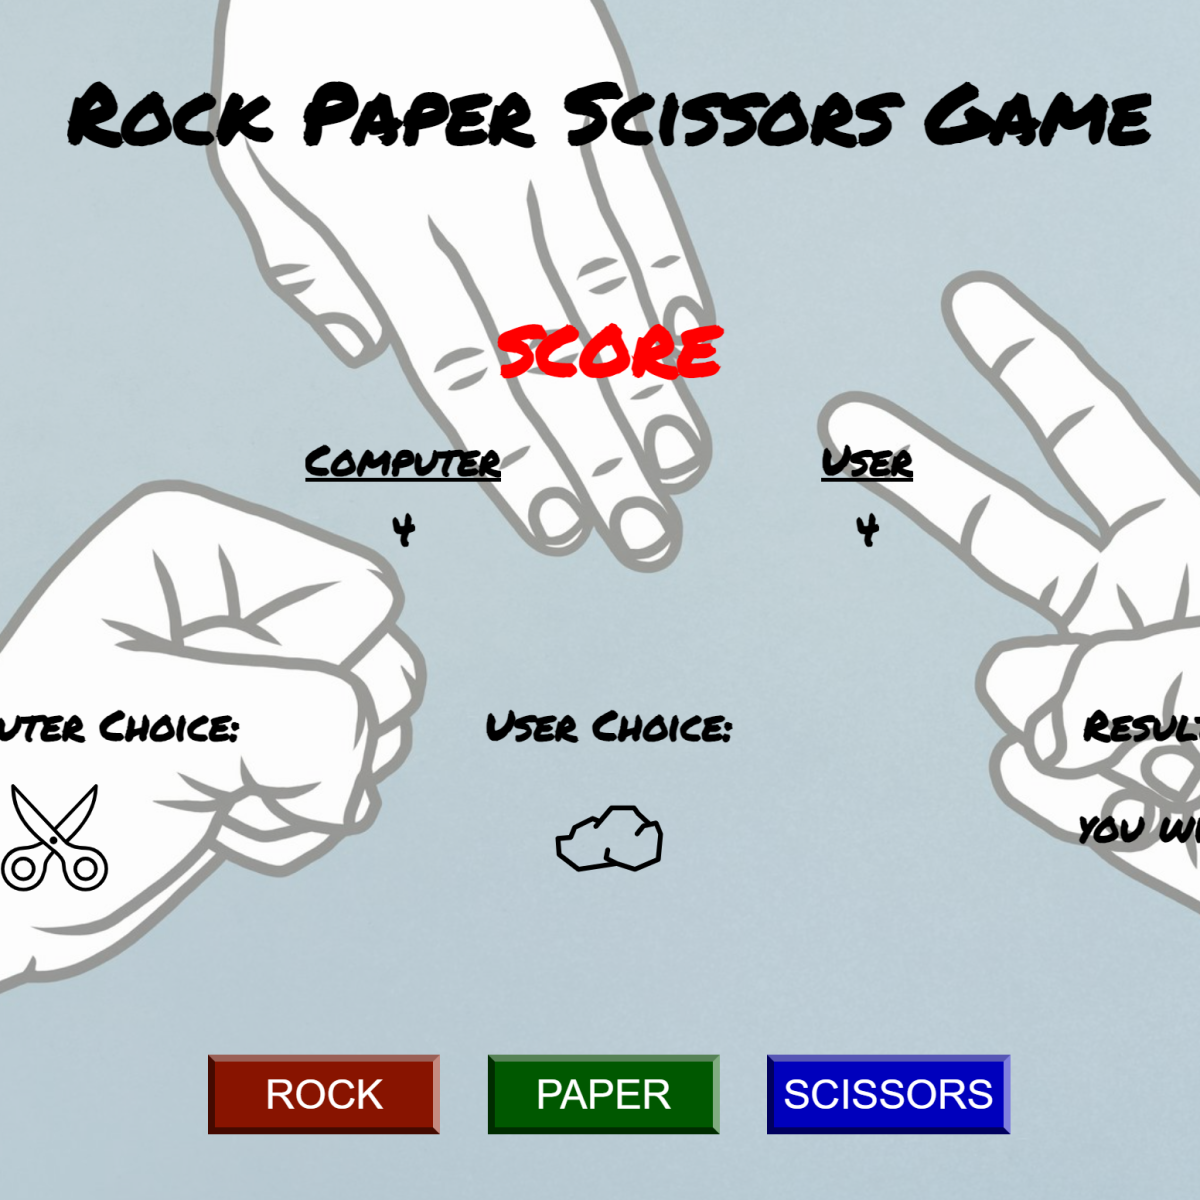 Rock Paper Scissors Game
SCORE
Computer User
4 4
uter Choice: User Choice: Resul
you w
ROCK PAPER SCISSORS